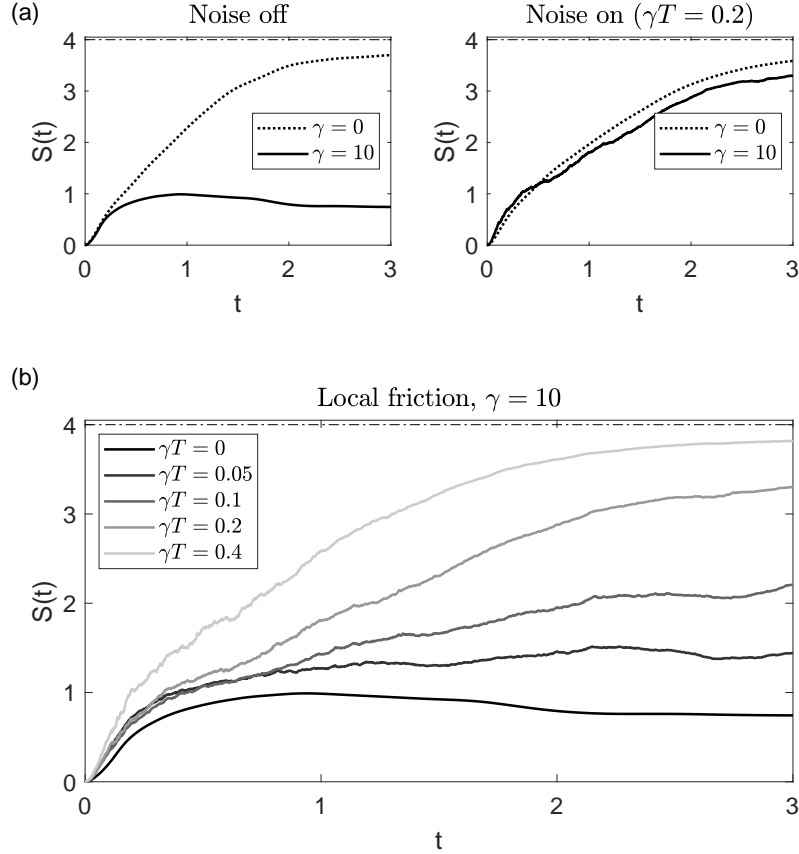 (a)
Noise off
Noise on (γT = 0.2)
4
3
2
1
0
S(t)
γ = 0
γ = 10
0
1
2
3
t
4
3
2
1
0
S(t)
γ = 0
γ = 10
0
1
2
3
t
(b)
Local friction, γ = 10
4
3
2
1
0
S(t)
γT = 0
γT = 0.05
γT = 0.1
γT = 0.2
γT = 0.4
0
1
2
3
t